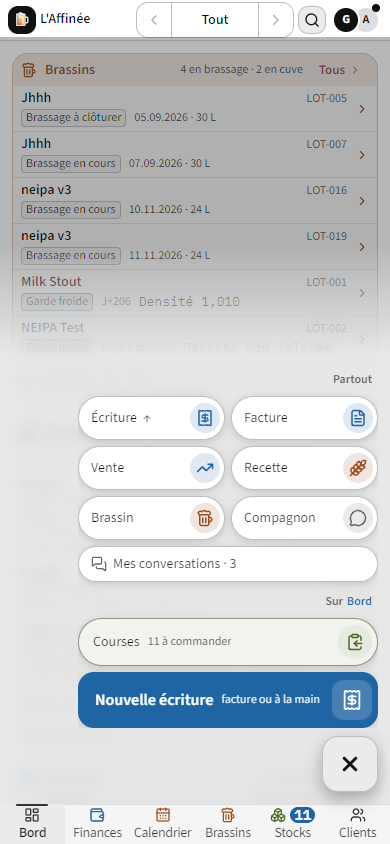 L'Affinée
Tout
G
A
Brassins
4 en brassage · 2 en cuve
Tous
Jhhh
LOT-005
Brassage à clôturer
05.09.2026 · 30 L
Jhhh
LOT-007
Brassage en cours
07.09.2026 · 30 L
neipa v3
LOT-016
Brassage en cours
10.11.2026 · 24 L
neipa v3
LOT-019
Brassage en cours
11.11.2026 · 24 L
Milk Stout
LOT-001
Garde froide
J+206
Densité 1,010
NEIPA Test
LOT-002
Garde froide
Densité non relevée
Partout
Écriture ↑
Facture
Vente
Recette
Brassin
Compagnon
Mes conversations · 3
Sur Bord
Courses
11 à commander
Nouvelle écriture
facture ou à la main
Bord
Finances
Calendrier
Brassins
11
Stocks
Clients